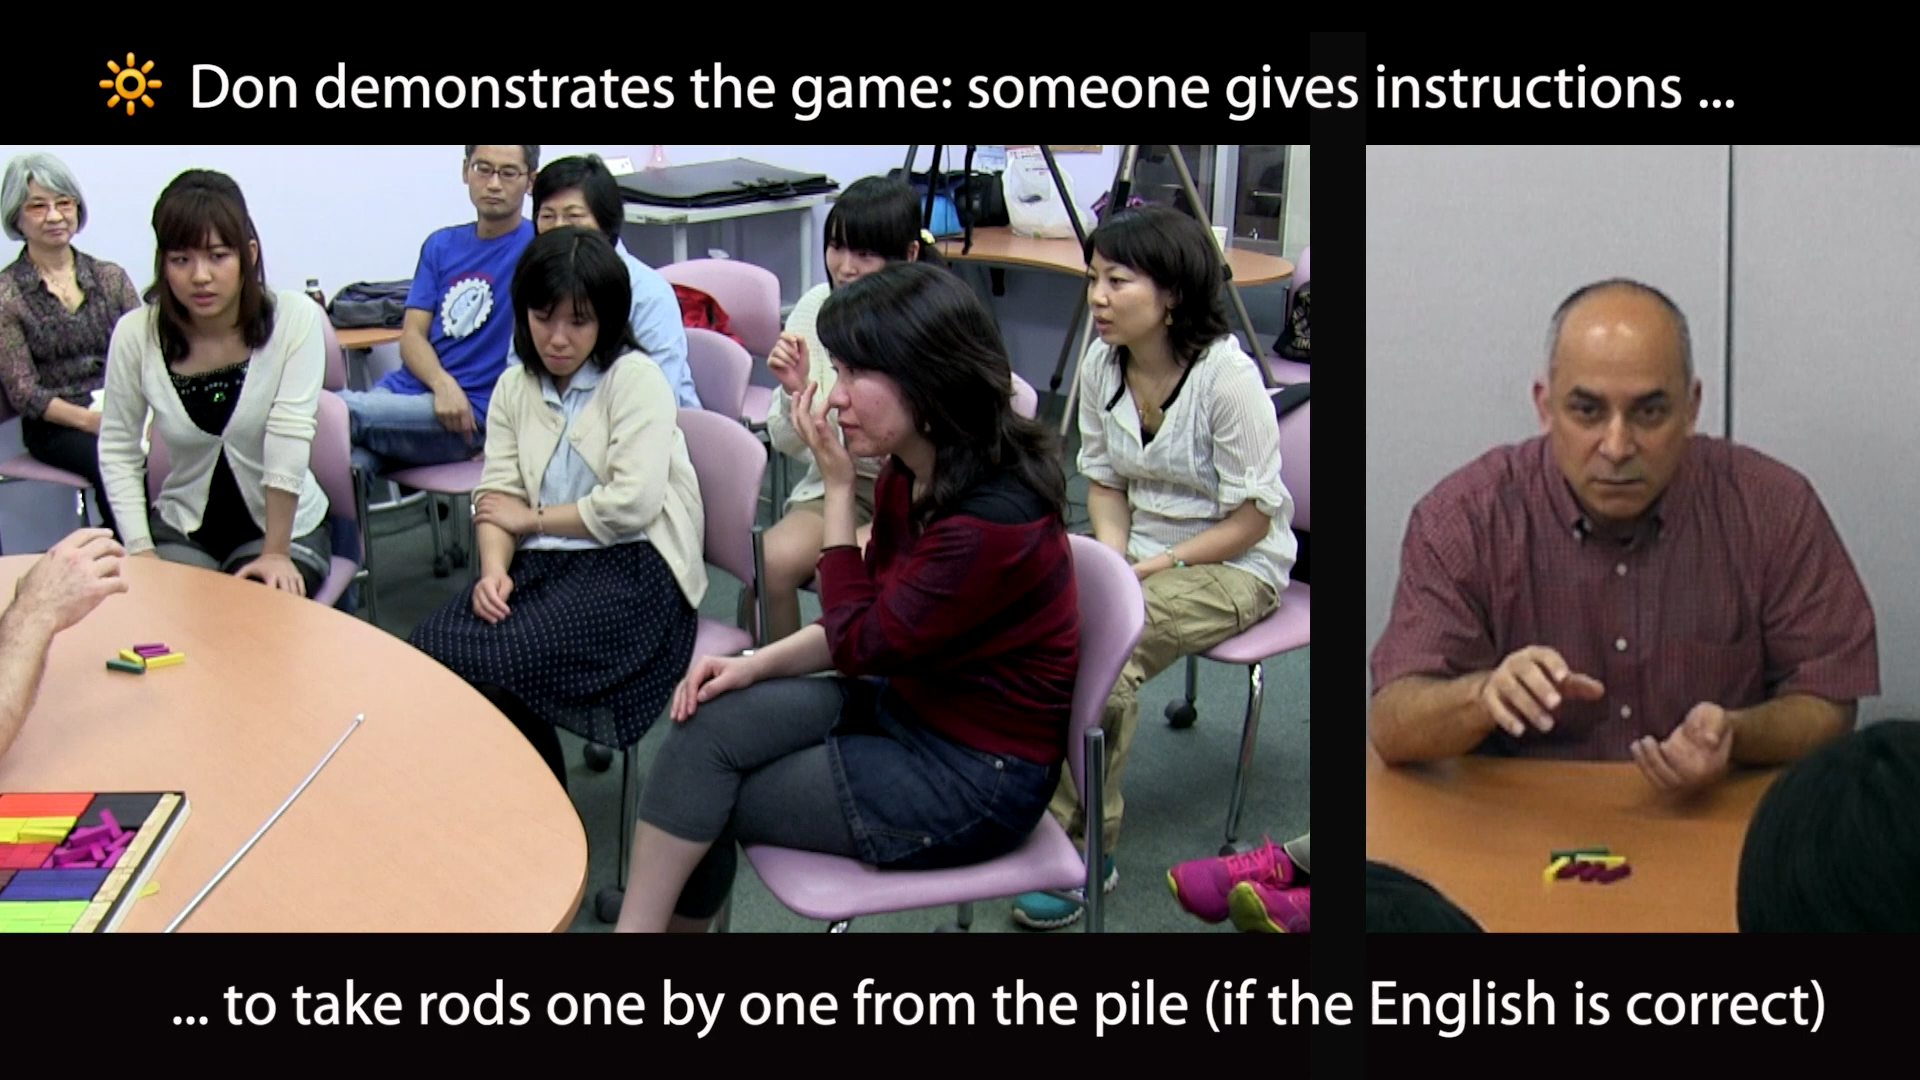 Don demonstrates the game: someone gives instructions ...
... to take rods one by one from the pile (if the English is correct)